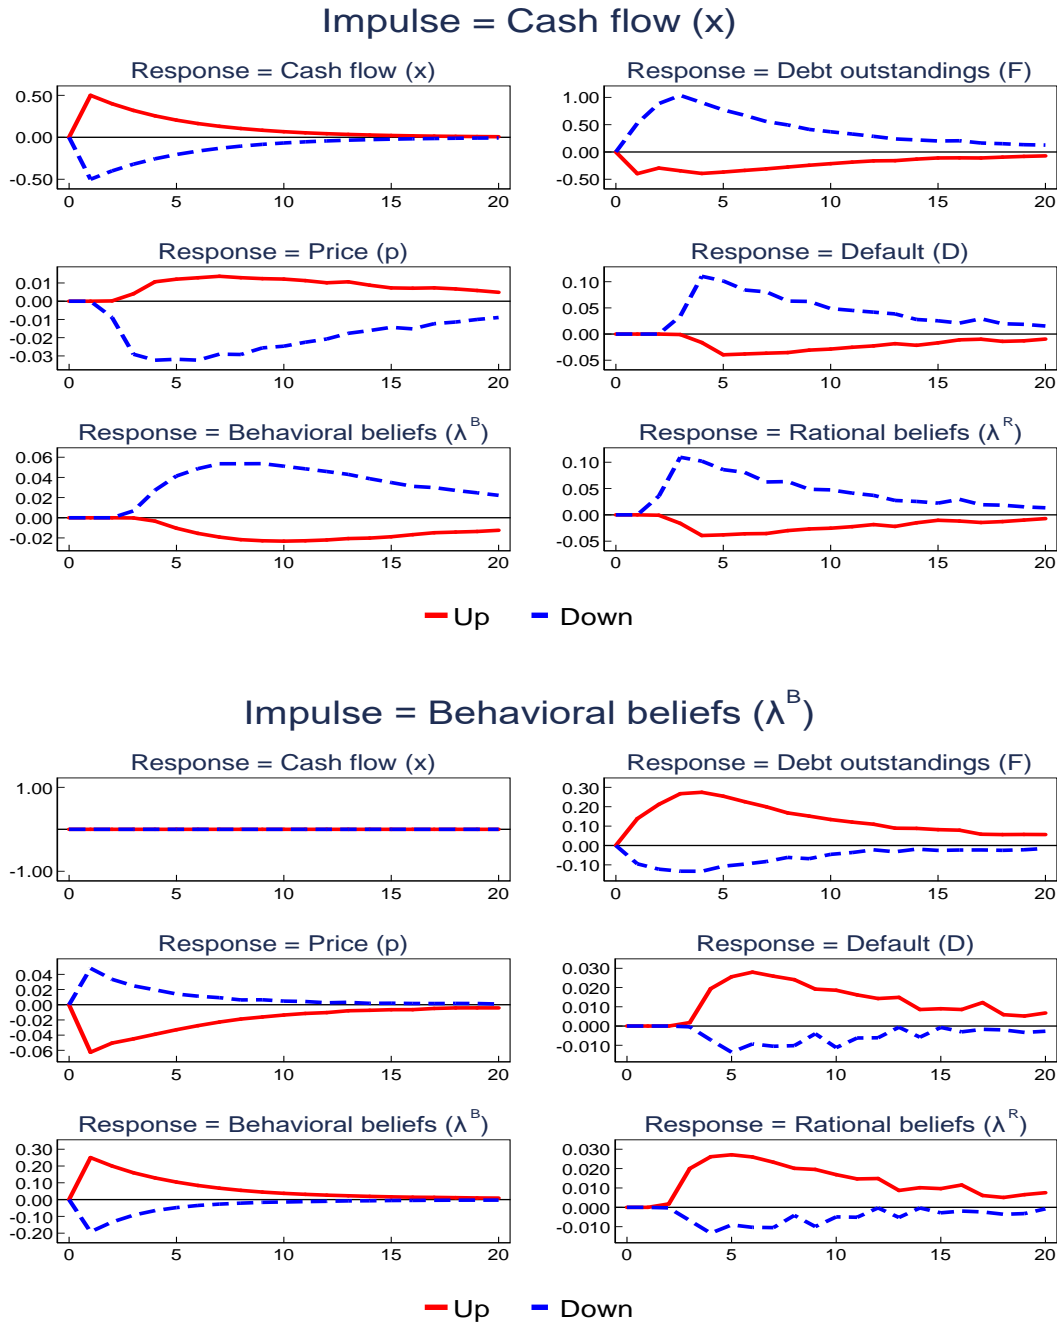 Impulse = Cash flow (x)
Response = Cash flow (x)
0.50
0.00
-0.50
0 5 10 15 20
Response = Debt outstandings (F)
1.00
0.50
0.00
-0.50
0 5 10 15 20
Response = Price (p)
0.01
0.00
-0.01
-0.03
0 5 10 15 20
Response = Default (D)
0.10
0.05
0.00
-0.05
0 5 10 15 20
Response = Behavioral beliefs (λ^B)
0.06
0.04
0.02
0.00
-0.02
0 5 10 15 20
Response = Rational beliefs (λ^R)
0.10
0.05
0.00
-0.05
0 5 10 15 20
Up Down
Impulse = Behavioral beliefs (λ^B)
Response = Cash flow (x)
1.00
-1.00
0 5 10 15 20
Response = Debt outstandings (F)
0.30
0.20
0.10
0.00
-0.10
0 5 10 15 20
Response = Price (p)
0.04
0.02
0.00
-0.02
-0.04
-0.06
0 5 10 15 20
Response = Default (D)
0.030
0.020
0.010
0.000
-0.010
0 5 10 15 20
Response = Behavioral beliefs (λ^B)
0.30
0.20
0.10
0.00
-0.10
-0.20
0 5 10 15 20
Response = Rational beliefs (λ^R)
0.030
0.020
0.010
0.000
-0.010
0 5 10 15 20
Up Down